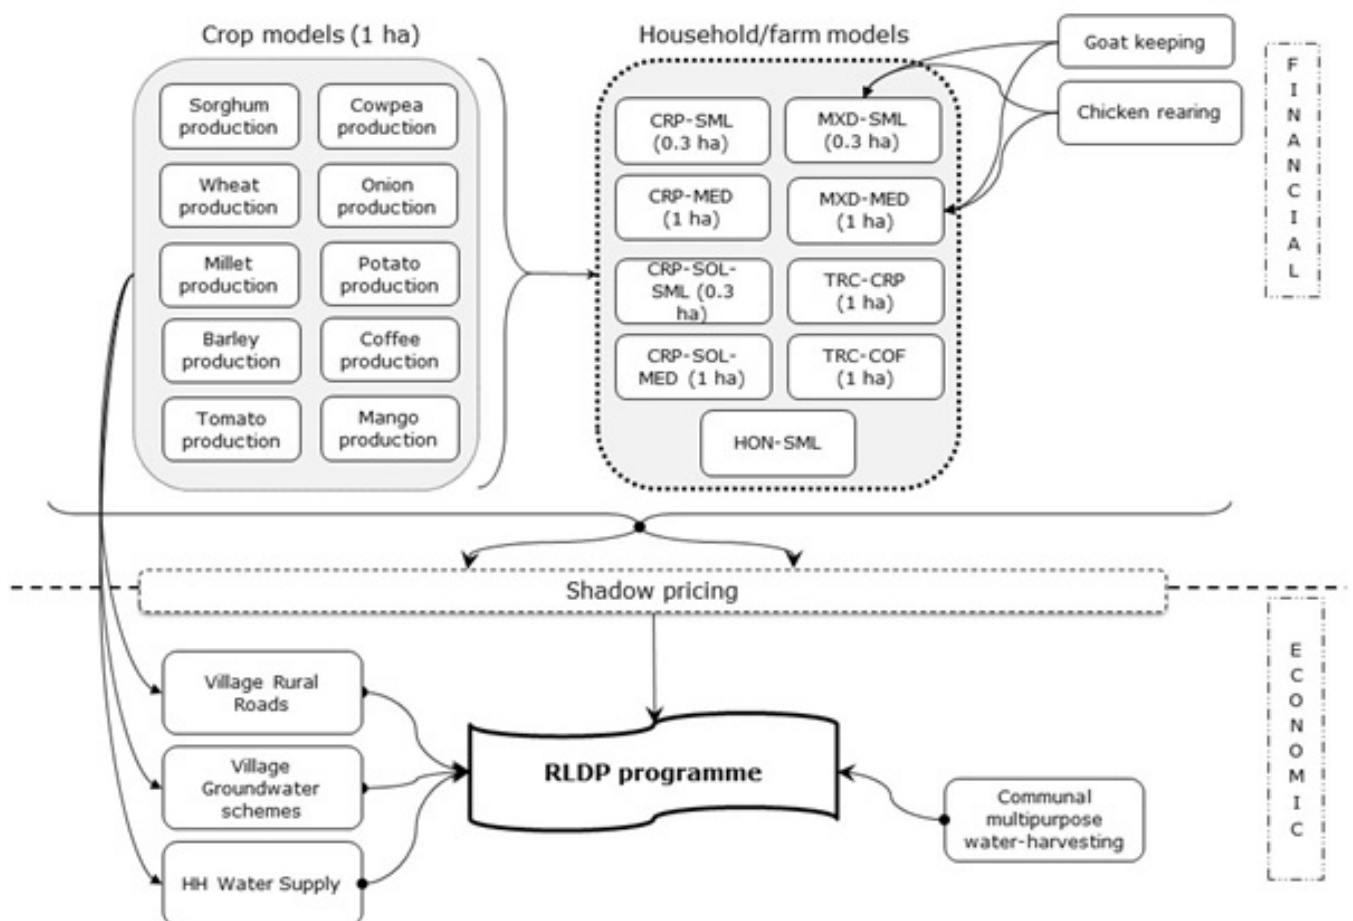 Crop models (1 ha)
Sorghum
production
Cowpea
production
Wheat
production
Onion
production
Millet
production
Potato
production
Barley
production
Coffee
production
Tomato
production
Mango
production
Household/farm models
CRP-SML
(0.3 ha)
MXD-SML
(0.3 ha)
CRP-MED
(1 ha)
MXD-MED
(1 ha)
CRP-SOL-
SML (0.3
ha)
TRC-CRP
(1 ha)
CRP-SOL-
MED (1 ha)
TRC-COF
(1 ha)
HON-SML
Goat keeping
Chicken rearing
FINANCIAL
Shadow pricing
Village Rural
Roads
Village
Groundwater
schemes
HH Water Supply
RLDP programme
Communal
multipurpose
water-harvesting
ECONOMIC